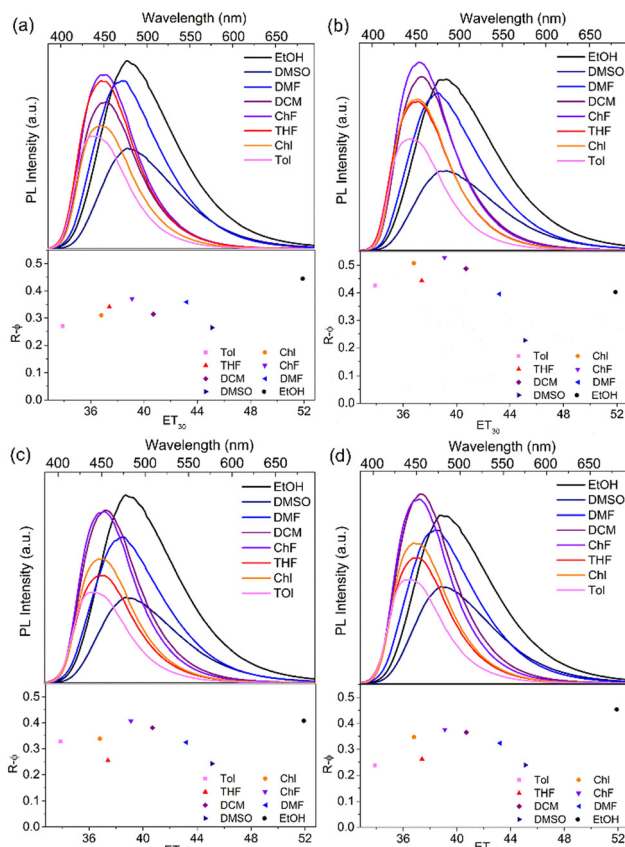 (a)
Wavelength (nm)
400 450 500 550 600 650
PL Intensity (a.u.)
EtOH
DMSO
DMF
DCM
ChF
THF
Chl
Tol
R-ϕ
0.5
0.4
0.3
0.2
0.1
0.0
Tol Chl
THF ChF
DCM DMF
DMSO EtOH
36 40 44 48 52
ET30
(b)
Wavelength (nm)
400 450 500 550 600 650
PL Intensity (a.u.)
EtOH
DMSO
DMF
DCM
ChF
THF
Chl
Tol
R-ϕ
0.5
0.4
0.3
0.2
0.1
0.0
Tol Chl
THF ChF
DCM DMF
DMSO EtOH
36 40 44 48 52
ET30
(c)
Wavelength (nm)
400 450 500 550 600 650
PL Intensity (a.u.)
EtOH
DMSO
DMF
DCM
ChF
THF
Chl
TOl
R-ϕ
0.5
0.4
0.3
0.2
0.1
0.0
Tol Chl
THF ChF
DCM DMF
DMSO EtOH
36 40 44 48 52
(d)
Wavelength (nm)
400 450 500 550 600 650
PL Intensity (a.u.)
EtOH
DMSO
DMF
DCM
ChF
THF
Chl
Tol
R-ϕ
0.5
0.4
0.3
0.2
0.1
0.0
Tol Chl
THF ChF
DCM DMF
DMSO EtOH
36 40 44 48 52